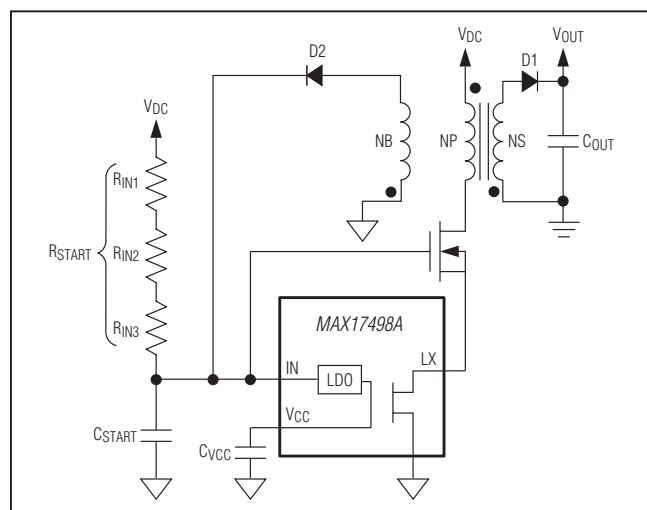 D2
VDC
VOUT
D1
VDC
NB
NP
NS
COUT
RIN1
RSTART
RIN2
RIN3
MAX17498A
IN
LDO
LX
VCC
CSTART
CVCC